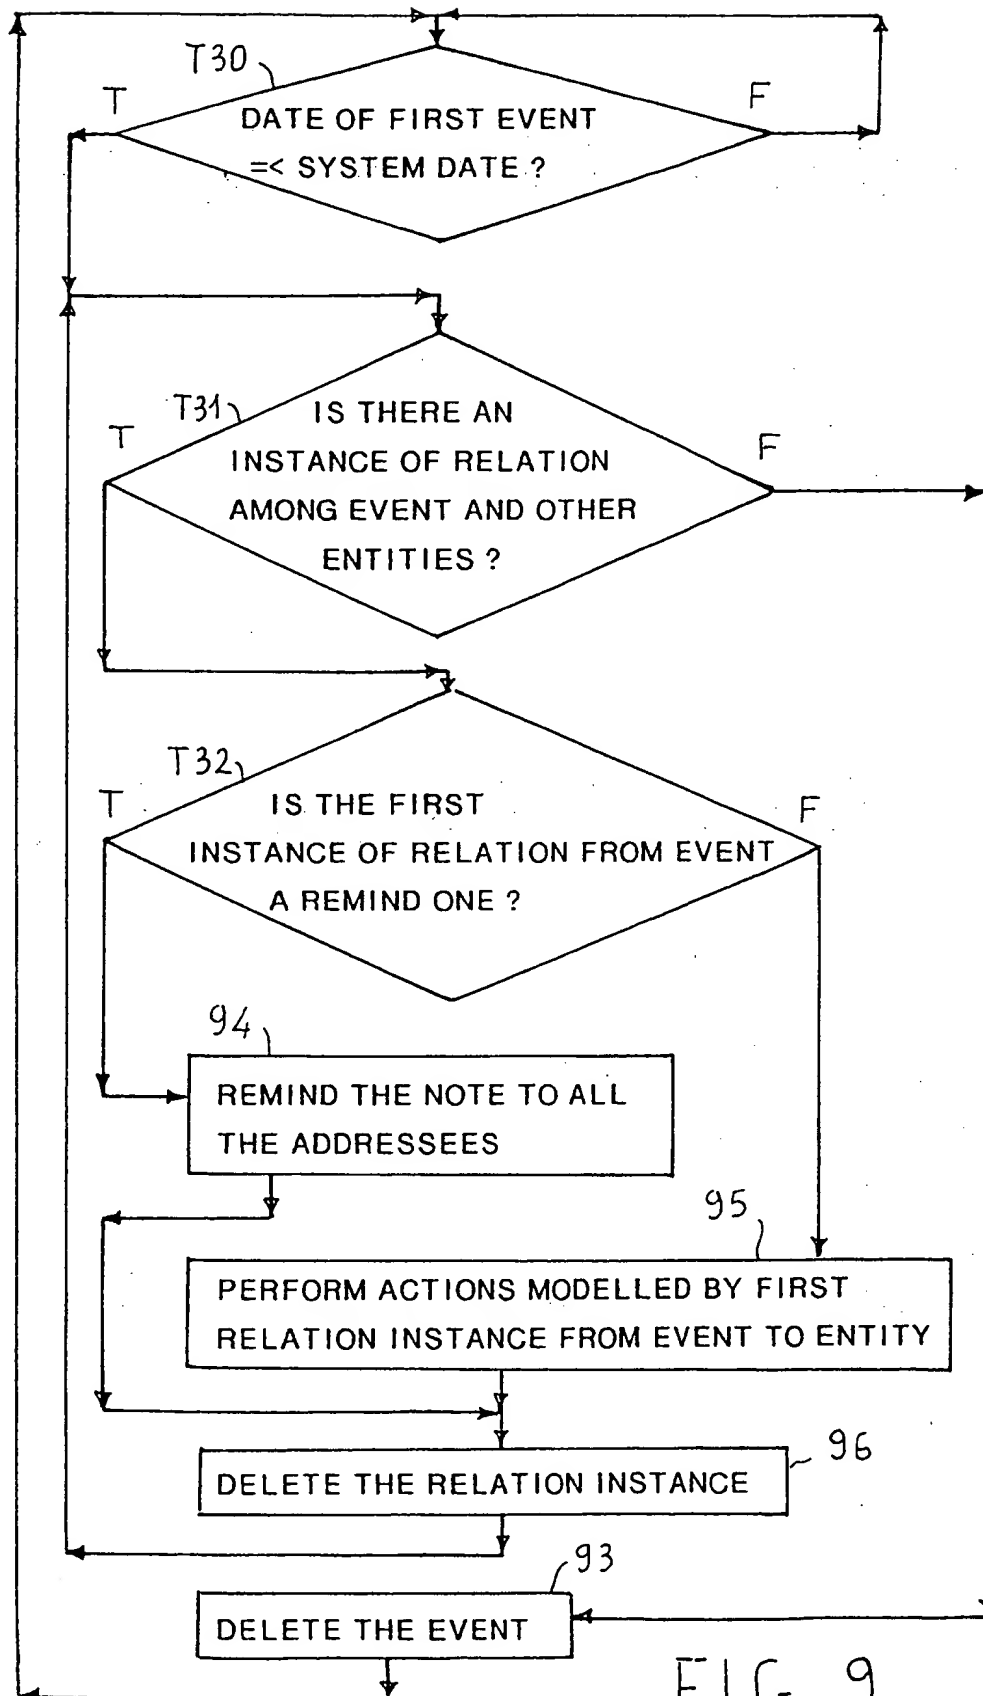 T30
T
F
DATE OF FIRST EVENT
=< SYSTEM DATE ?
T31
T
F
IS THERE AN
INSTANCE OF RELATION
AMONG EVENT AND OTHER
ENTITIES ?
T32
T
F
IS THE FIRST
INSTANCE OF RELATION FROM EVENT
A REMIND ONE ?
94
REMIND THE NOTE TO ALL
THE ADDRESSEES
95
PERFORM ACTIONS MODELLED BY FIRST
RELATION INSTANCE FROM EVENT TO ENTITY
96
DELETE THE RELATION INSTANCE
93
DELETE THE EVENT
FIG. 9